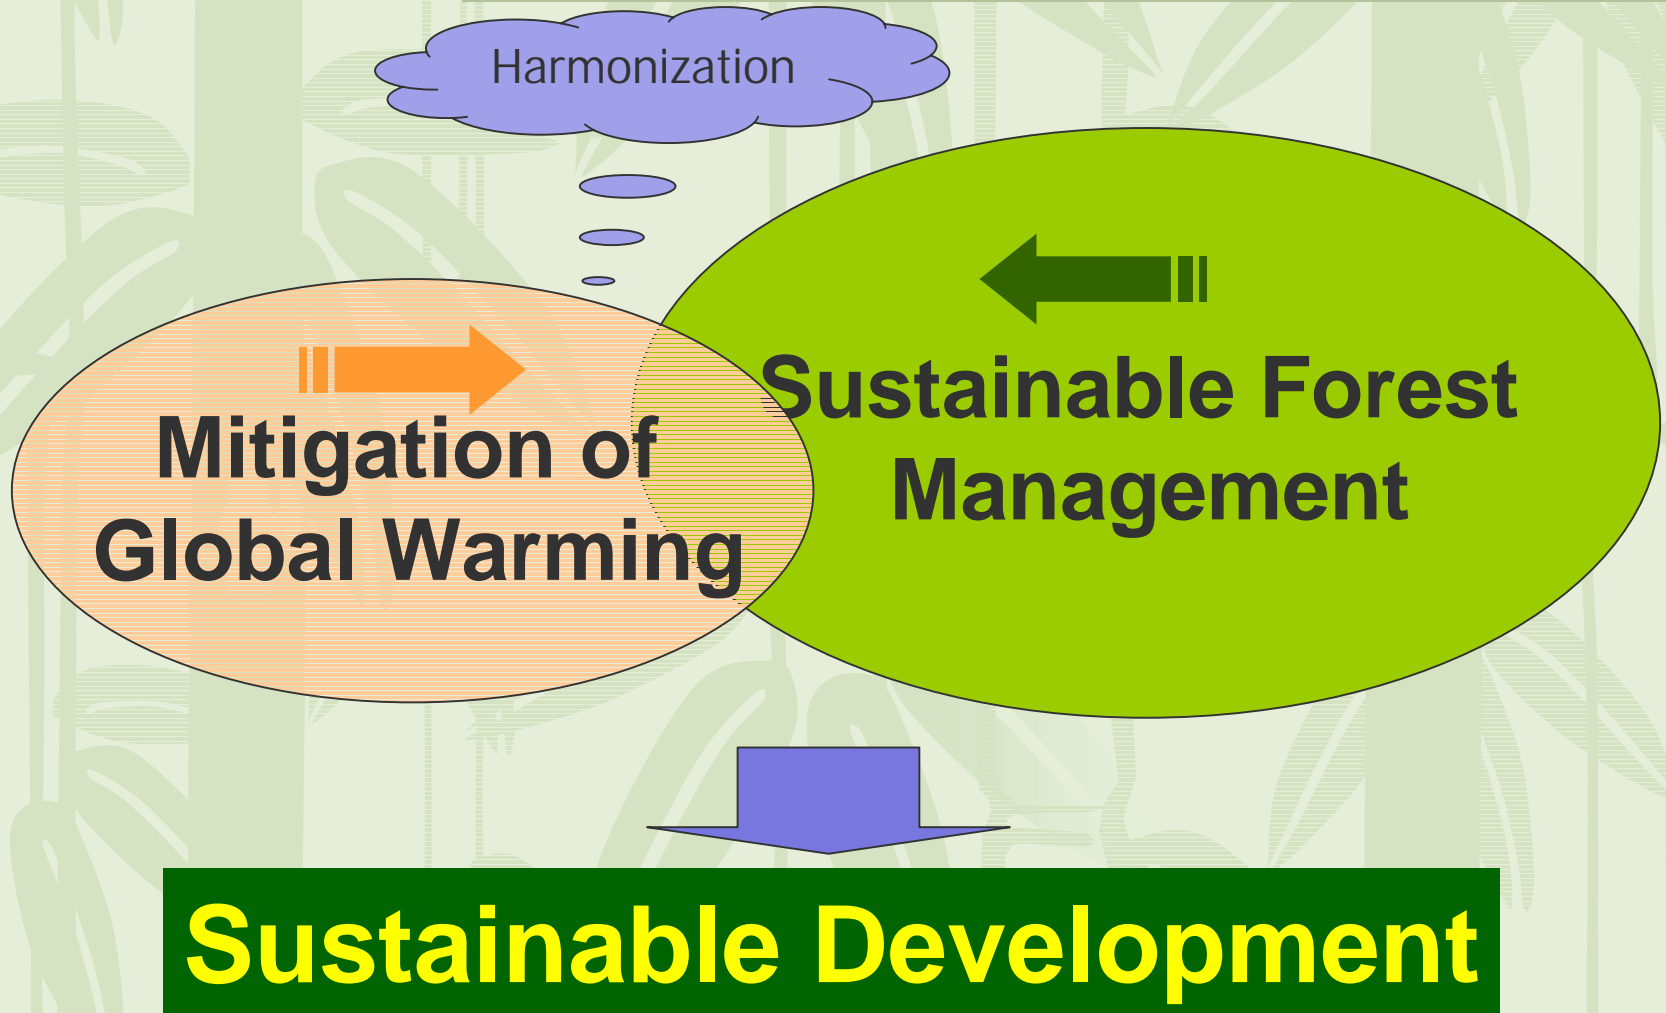 Harmonization
Mitigation of
Global Warming
Sustainable Forest
Management
Sustainable Development